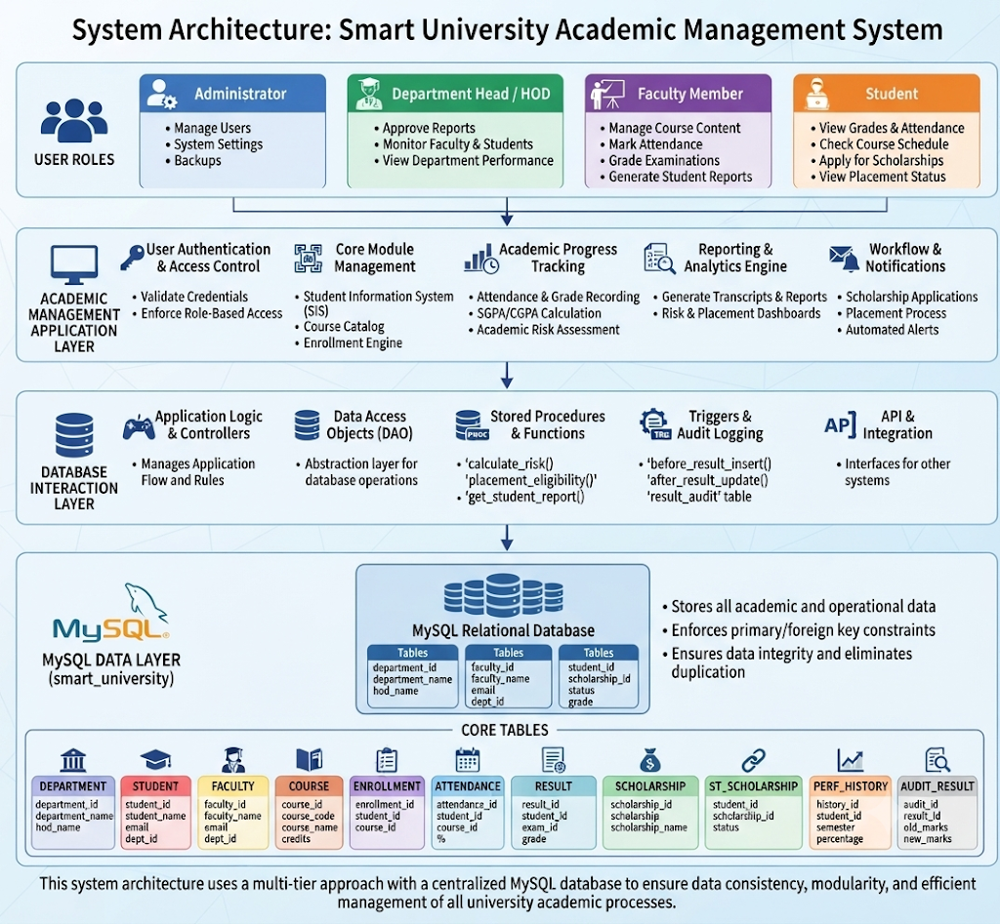 System Architecture: Smart University Academic Management System
USER ROLES
Administrator
• Manage Users
• System Settings
• Backups
Department Head / HOD
• Approve Reports
• Monitor Faculty & Students
• View Department Performance
Faculty Member
• Manage Course Content
• Mark Attendance
• Grade Examinations
• Generate Student Reports
Student
• View Grades & Attendance
• Check Course Schedule
• Apply for Scholarships
• View Placement Status
ACADEMIC
MANAGEMENT
APPLICATION
LAYER
User Authentication
& Access Control
• Validate Credentials
• Enforce Role-Based Access
Core Module
Management
• Student Information System
(SIS)
• Course Catalog
• Enrollment Engine
Academic Progress
Tracking
• Attendance & Grade Recording
• SGPA/CGPA Calculation
• Academic Risk Assessment
Reporting &
Analytics Engine
• Generate Transcripts & Reports
• Risk & Placement Dashboards
Workflow &
Notifications
• Scholarship Applications
• Placement Process
• Automated Alerts
DATABASE
INTERACTION
LAYER
Application Logic
& Controllers
• Manages Application
Flow and Rules
Data Access
Objects (DAO)
• Abstraction layer for
database operations
PROC
Stored Procedures
& Functions
• 'calculate_risk()
'placement_eligibility()'
• 'get_student_report()
TRG
Triggers &
Audit Logging
• 'before_result_insert()
'after_result_update()
'result_audit' table
AP]
API &
Integration
• Interfaces for other
systems
MySQL®
MySQL DATA LAYER
(smart_university)
MySQL Relational Database
Tables
department_id
department_name
hod_name
Tables
faculty_id
faculty_name
email
dept_id
Tables
student_id
scholarship_Id
status
grade
• Stores all academic and operational data
• Enforces primary/foreign key constraints
• Ensures data integrity and eliminates
duplication
CORE TABLES
DEPARTMENT
department_id
department_name
hod_name
STUDENT
student_id
student_name
email
dept_id
FACULTY
faculty_id
facuty_name
email
dept_id
COURSE
course_id
course_code
course_name
credits
ENROLLMENT
enrollment_id
student_id
course_id
ATTENDANCE
attendance_id
student_id
course_id
%
RESULT
result_id
student_id
exam_id
grade
SCHOLARSHIP
scholarship_id
scholarship
scholarship_name
ST_SCHOLARSHIP
student_id
scholarship_id
status
PERF_HISTORY
history_id
student_id
semester
percentage
AUDIT_RESULT
audit_id
result_Id
old_marks
new_marks
This system architecture uses a multi-tier approach with a centralized MySQL database to ensure data consistency, modularity, and efficient
management of all university academic processes.